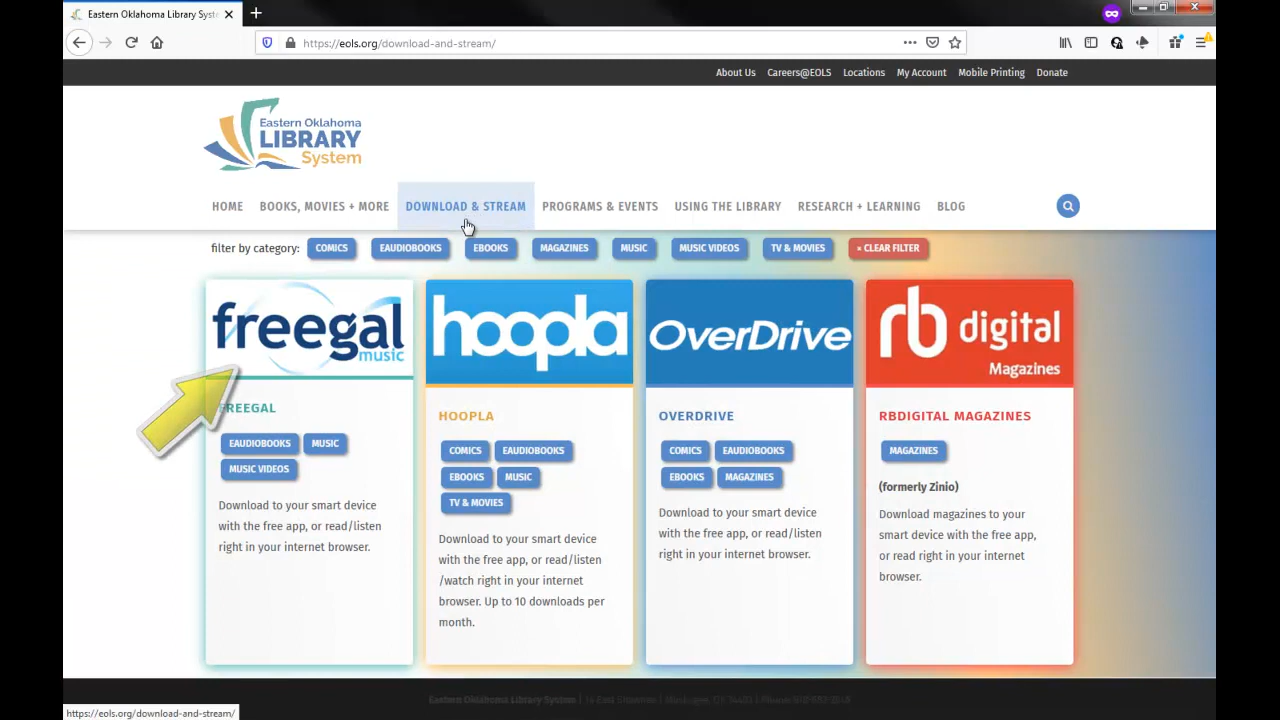 Eastern Oklahoma Library Syste
https://eols.org/download-and-stream/
About Us Careers@EOLS Locations My Account Mobile Printing Donate
Eastern Oklahoma
LIBRARY
System
HOME BOOKS, MOVIES + MORE DOWNLOAD & STREAM PROGRAMS & EVENTS USING THE LIBRARY RESEARCH + LEARNING BLOG
filter by category: COMICS EAUDIOBOOKS EBOOKS MAGAZINES MUSIC MUSIC VIDEOS TV & MOVIES × CLEAR FILTER
freegal
music
FREEGAL
EAUDIOBOOKS MUSIC
MUSIC VIDEOS
Download to your smart device
with the free app, or read/listen
right in your internet browser.
hoopla
HOOPLA
COMICS EAUDIOBOOKS
EBOOKS MUSIC
TV & MOVIES
Download to your smart device
with the free app, or read/listen
/watch right in your internet
browser. Up to 10 downloads per
month.
OverDrive
OVERDRIVE
COMICS EAUDIOBOOKS
EBOOKS MAGAZINES
Download to your smart device
with the free app, or read/listen
right in your internet browser.
rb digital
Magazines
RBDIGITAL MAGAZINES
MAGAZINES
(formerly Zinio)
Download magazines to your
smart device with the free app,
or read right in your internet
browser.
Eastern Oklahoma Library System |
https://eols.org/download-and-stream/